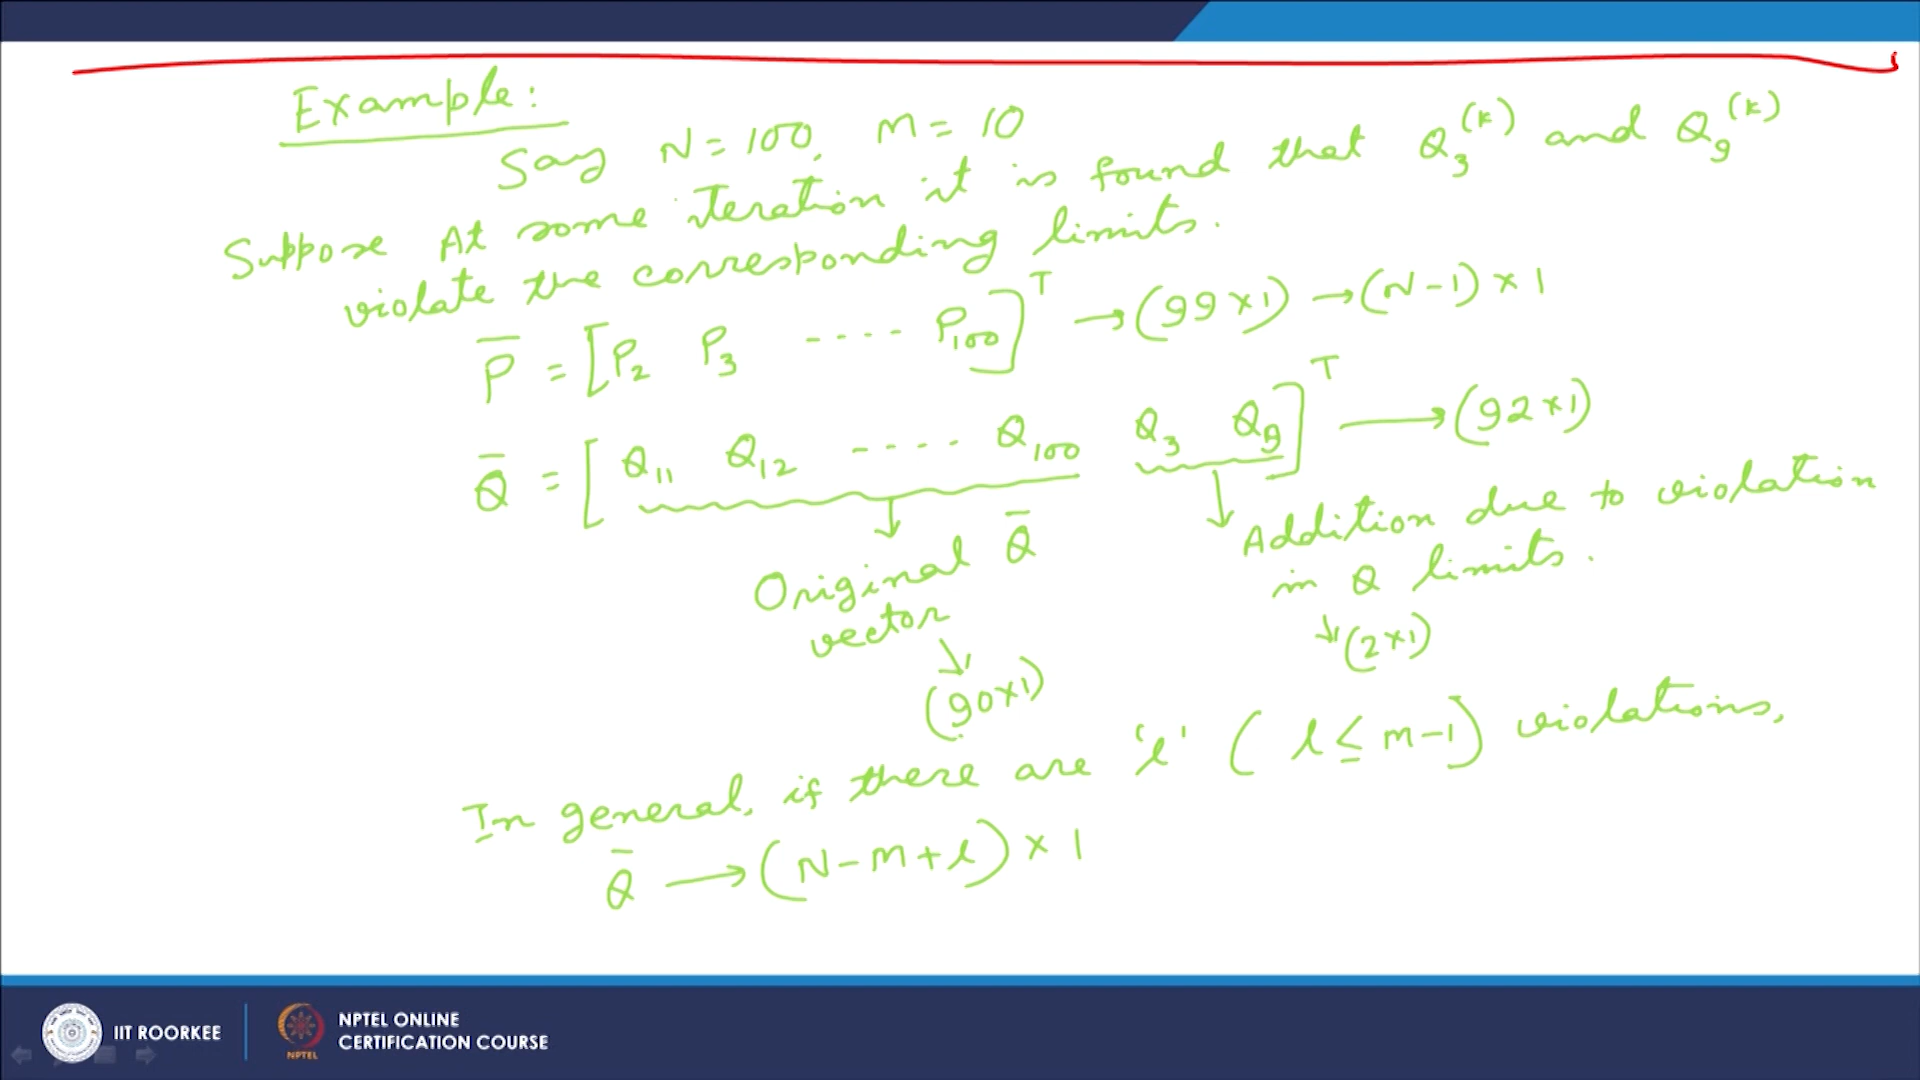 Example:
Say N = 100, M = 10
Suppose At some iteration it is found that Q₃⁽ᵏ⁾ and Q₉⁽ᵏ⁾
violate the corresponding limits.
P̅ = [P₂ P₃ ---- P₁₀₀]ᵀ → (99×1) → (N-1) × 1
Q̅ = [Q₁₁ Q₁₂ ---- Q₁₀₀ Q₃ Q₉]ᵀ → (92×1)
↓ Original Q̅ vector
↓ (90×1)
↓ Addition due to violation
in Q limits.
↓ (2×1)
In general, if there are 'l' (l ≤ m-1) violations,
Q̅ → (N-M+l) × 1
IIT ROORKEE
NPTEL
NPTEL ONLINE
CERTIFICATION COURSE